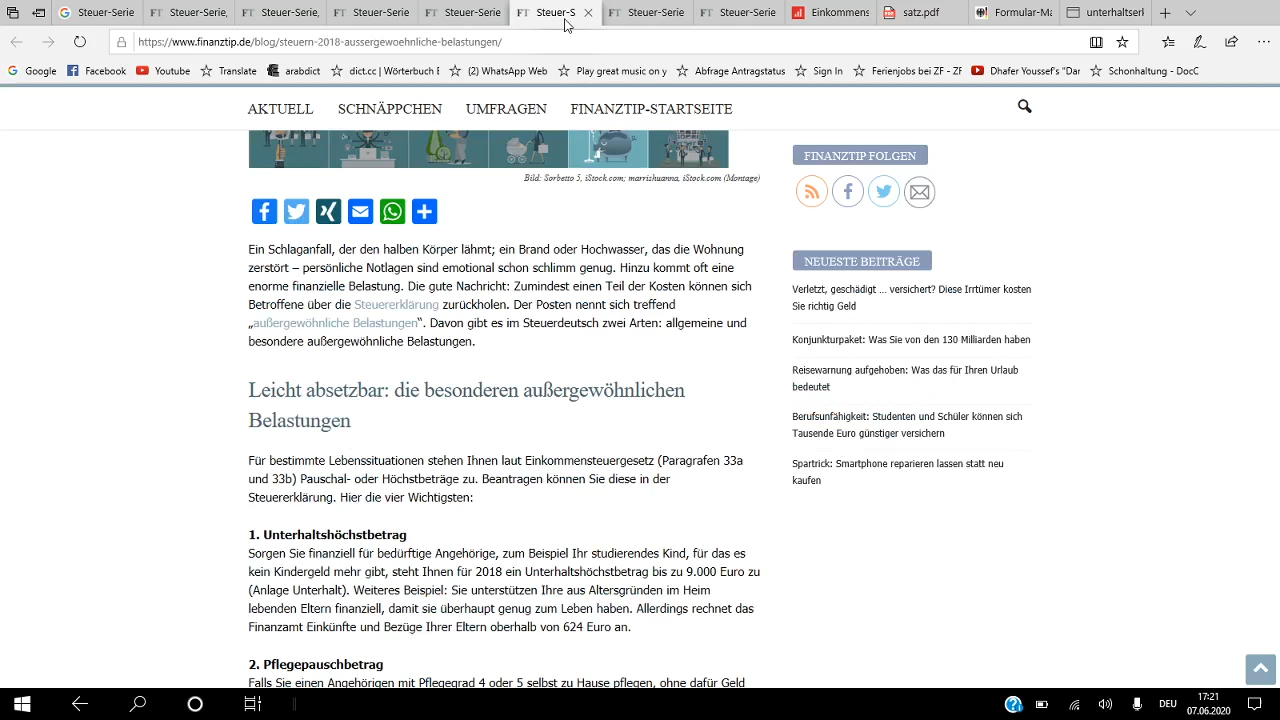 Steuer-Serie
Steuer-Serie,
Steuer-Serie,
Steuer-Serie
Steuer-Serie
Steuer-S
Steuer-Serie
Steuer-Serie
Einkommens
satz.pdf
Formular-Ma
unterhaltserl
https://www.finanztip.de/blog/steuern-2018-aussergewoehnliche-belastungen/
Google
Facebook
Youtube
Translate
arabdict
dict.cc | Wörterbuch
(2) WhatsApp Web
Play great music on y
Abfrage Antragstatus
Sign In
Ferienjobs bei ZF - ZF
Dhafer Youssef's "Dar
Schonhaltung - DocC
AKTUELL
SCHNÄPPCHEN
UMFRAGEN
FINANZTIP-STARTSEITE
Bild: Sorbetto 5, iStock.com; marrishuanna, iStock.com (Montage)
Ein Schlaganfall, der den halben Körper lähmt; ein Brand oder Hochwasser, das die Wohnung
zerstört – persönliche Notlagen sind emotional schon schlimm genug. Hinzu kommt oft eine
enorme finanzielle Belastung. Die gute Nachricht: Zumindest einen Teil der Kosten können sich
Betroffene über die Steuererklärung zurückholen. Der Posten nennt sich treffend
„außergewöhnliche Belastungen“. Davon gibt es im Steuerdeutsch zwei Arten: allgemeine und
besondere außergewöhnliche Belastungen.
Leicht absetzbar: die besonderen außergewöhnlichen
Belastungen
Für bestimmte Lebenssituationen stehen Ihnen laut Einkommensteuergesetz (Paragrafen 33a
und 33b) Pauschal- oder Höchstbeträge zu. Beantragen können Sie diese in der
Steuererklärung. Hier die vier Wichtigsten:
1. Unterhaltshöchstbetrag
Sorgen Sie finanziell für bedürftige Angehörige, zum Beispiel Ihr studierendes Kind, für das es
kein Kindergeld mehr gibt, steht Ihnen für 2018 ein Unterhaltshöchstbetrag bis zu 9.000 Euro zu
(Anlage Unterhalt). Weiteres Beispiel: Sie unterstützen Ihre aus Altersgründen im Heim
lebenden Eltern finanziell, damit sie überhaupt genug zum Leben haben. Allerdings rechnet das
Finanzamt Einkünfte und Bezüge Ihrer Eltern oberhalb von 624 Euro an.
2. Pflegepauschbetrag
Falls Sie einen Angehörigen mit Pflegegrad 4 oder 5 selbst zu Hause pflegen, ohne dafür Geld
FINANZTIP FOLGEN
NEUESTE BEITRÄGE
Verletzt, geschädigt ... versichert? Diese Irrtümer kosten
Sie richtig Geld
Konjunkturpaket: Was Sie von den 130 Milliarden haben
Reisewarnung aufgehoben: Was das für Ihren Urlaub
bedeutet
Berufsunfähigkeit: Studenten und Schüler können sich
Tausende Euro günstiger versichern
Spartrick: Smartphone reparieren lassen statt neu
kaufen
DEU
17:21
07.06.2020